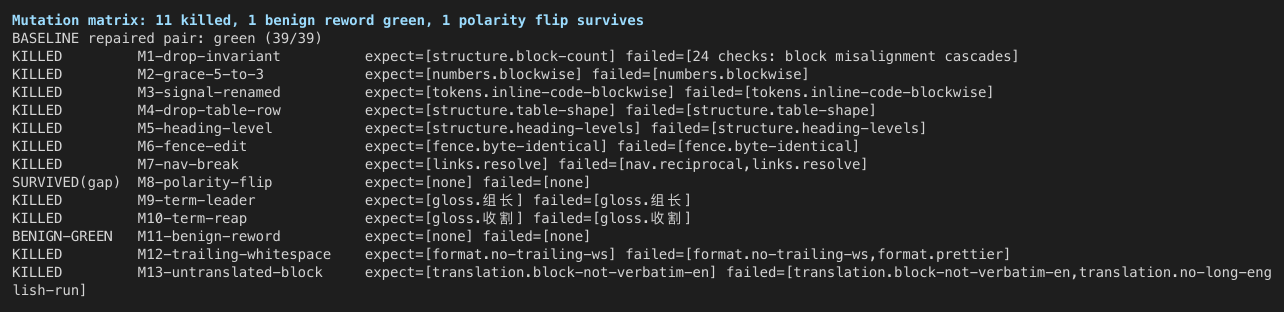 Mutation matrix: 11 killed, 1 benign reword green, 1 polarity flip survives
BASELINE repaired pair: green (39/39)
KILLED M1-drop-invariant expect=[structure.block-count] failed=[24 checks: block misalignment cascades]
KILLED M2-grace-5-to-3 expect=[numbers.blockwise] failed=[numbers.blockwise]
KILLED M3-signal-renamed expect=[tokens.inline-code-blockwise] failed=[tokens.inline-code-blockwise]
KILLED M4-drop-table-row expect=[structure.table-shape] failed=[structure.table-shape]
KILLED M5-heading-level expect=[structure.heading-levels] failed=[structure.heading-levels]
KILLED M6-fence-edit expect=[fence.byte-identical] failed=[fence.byte-identical]
KILLED M7-nav-break expect=[links.resolve] failed=[nav.reciprocal,links.resolve]
SURVIVED(gap) M8-polarity-flip expect=[none] failed=[none]
KILLED M9-term-leader expect=[gloss.组长] failed=[gloss.组长]
KILLED M10-term-reap expect=[gloss.收割] failed=[gloss.收割]
BENIGN-GREEN M11-benign-reword expect=[none] failed=[none]
KILLED M12-trailing-whitespace expect=[format.no-trailing-ws] failed=[format.no-trailing-ws,format.prettier]
KILLED M13-untranslated-block expect=[translation.block-not-verbatim-en] failed=[translation.block-not-verbatim-en,translation.no-long-eng
lish-run]